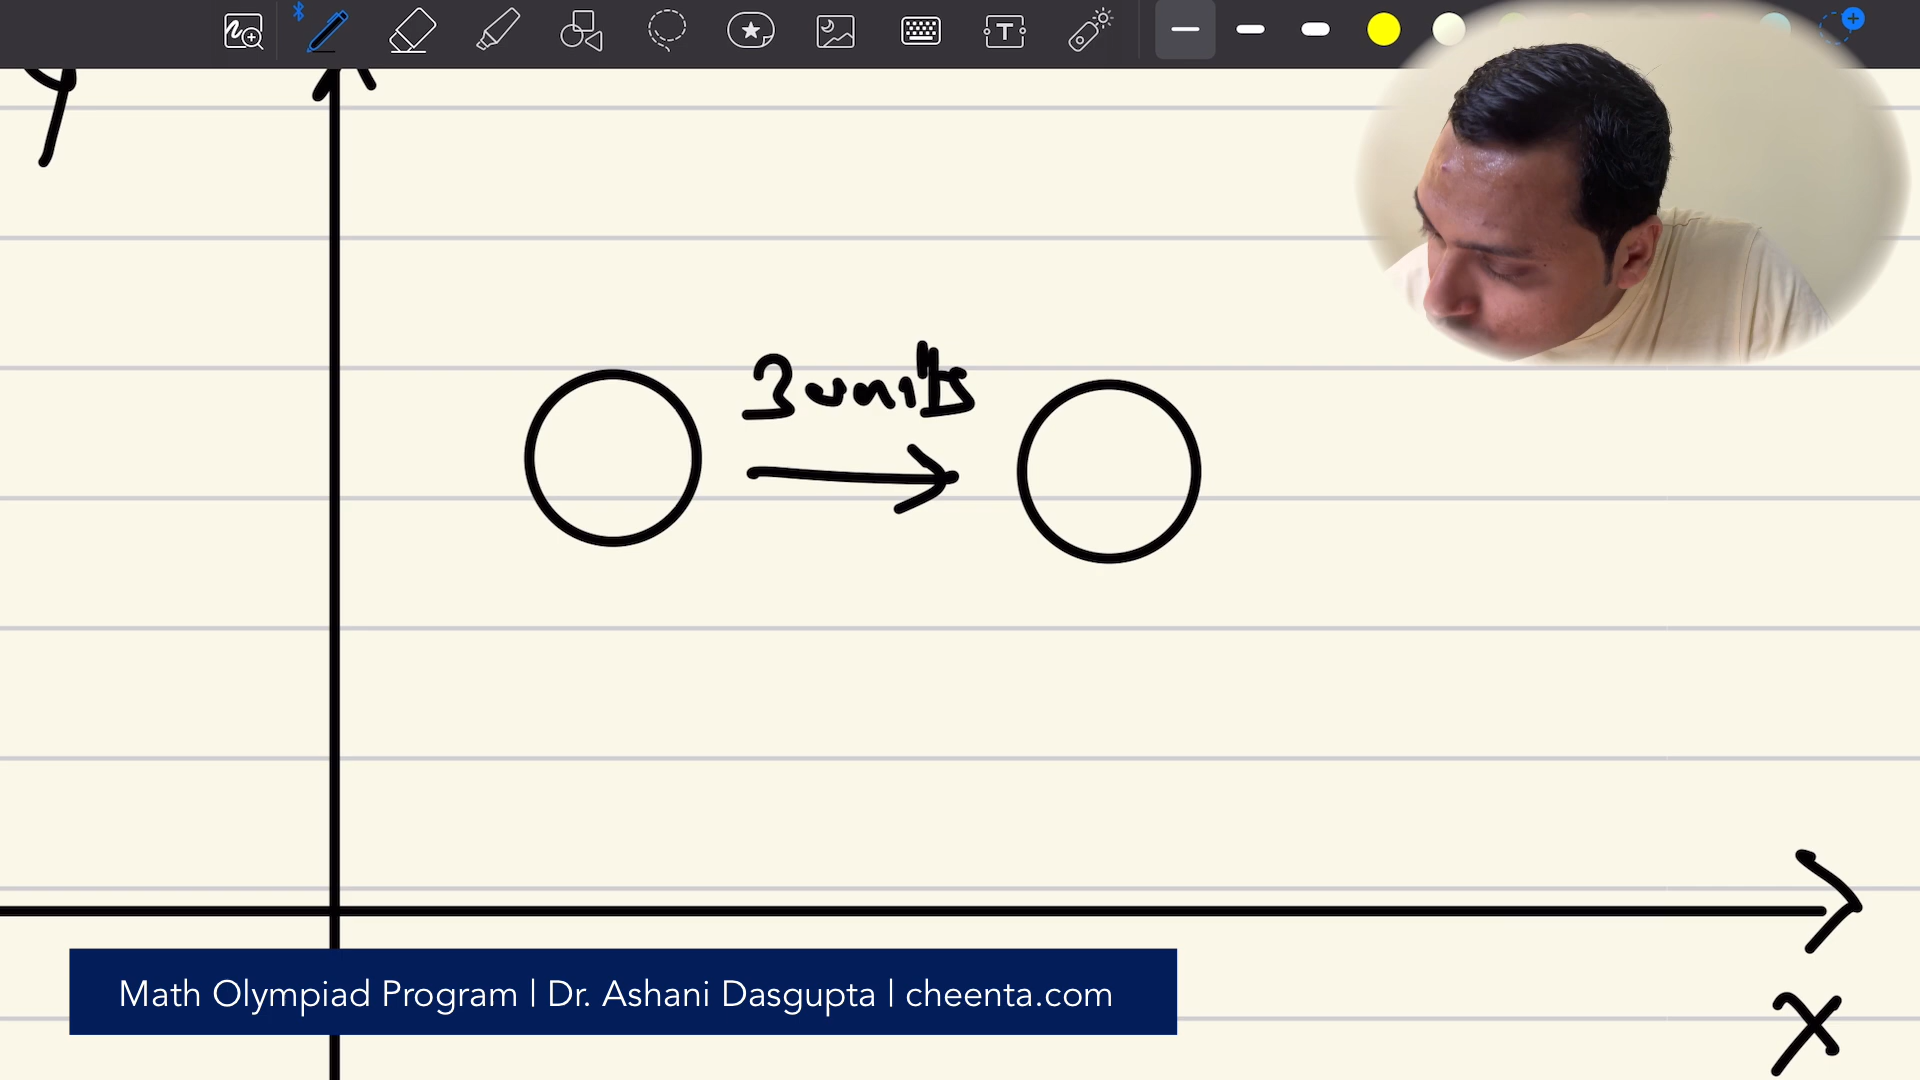 y
3 units
x
Math Olympiad Program | Dr. Ashani Dasgupta | cheenta.com